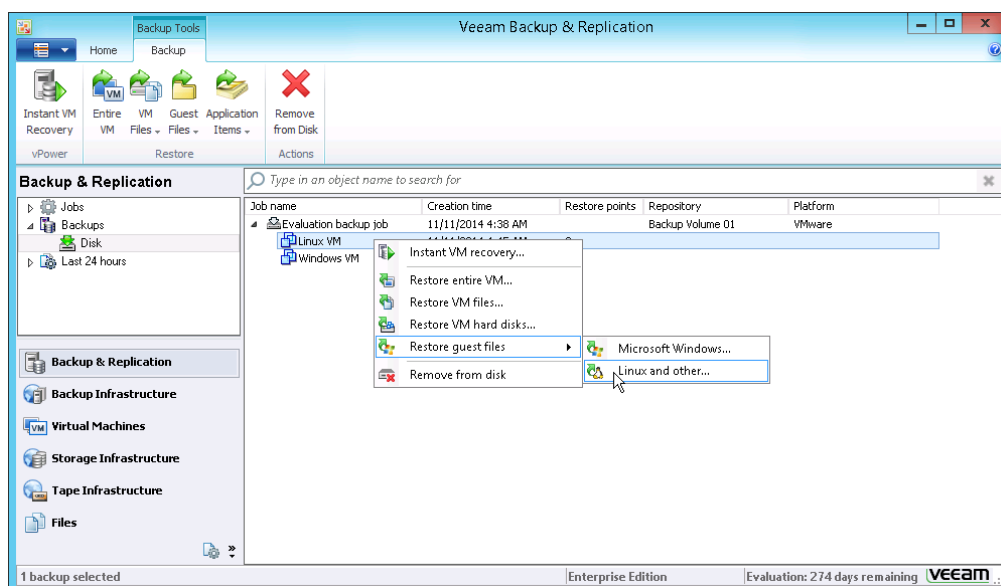 Backup Tools
Veeam Backup & Replication
Home
Backup
Instant VM Recovery
Entire VM
VM Files
Guest Files
Application Items
Remove from Disk
vPower
Restore
Actions
Backup & Replication
Type in an object name to search for
Jobs
Backups
Disk
Last 24 hours
Job name
Creation time
Restore points
Repository
Platform
Evaluation backup job
11/11/2014 4:38 AM
Backup Volume 01
VMware
Linux VM
Windows VM
Instant VM recovery...
Restore entire VM...
Restore VM files...
Restore VM hard disks...
Restore guest files
Remove from disk
Microsoft Windows...
Linux and other...
Backup & Replication
Backup Infrastructure
Virtual Machines
Storage Infrastructure
Tape Infrastructure
Files
1 backup selected
Enterprise Edition
Evaluation: 274 days remaining
veeam